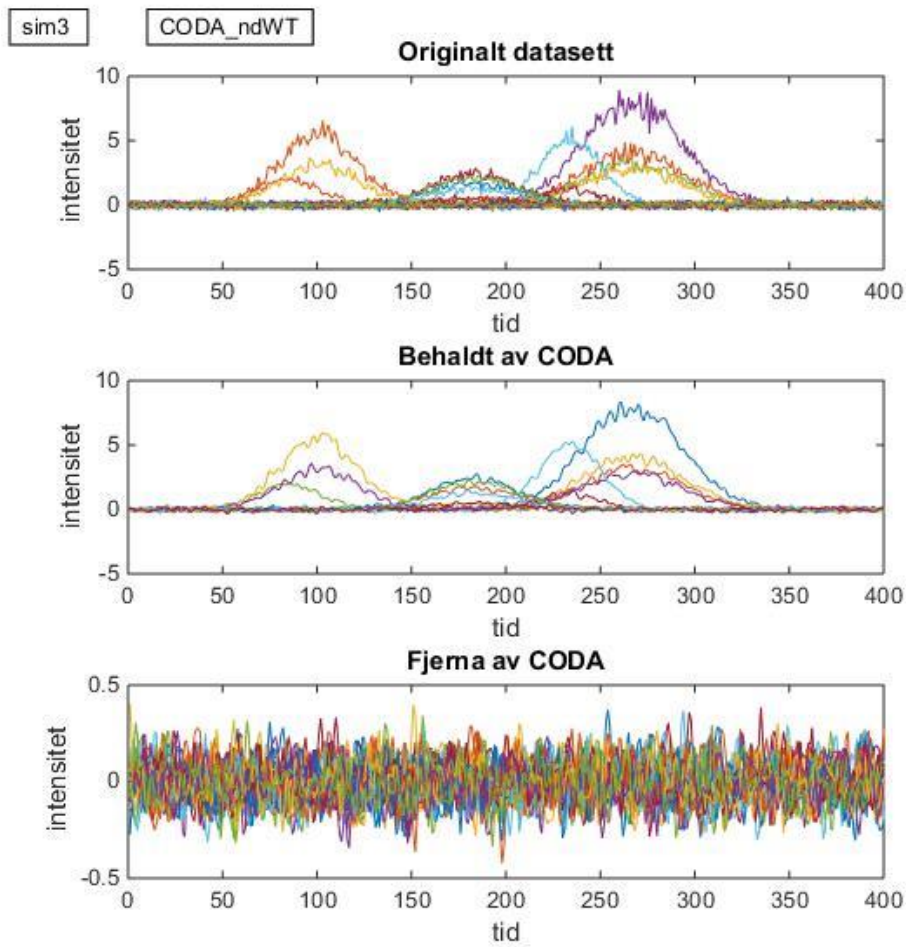 sim3
CODA_ndWT
Originalt datasett
10
5
0
-5
intensitet
0 50 100 150 200 250 300 350 400
tid
Behaldt av CODA
10
5
0
-5
intensitet
0 50 100 150 200 250 300 350 400
tid
Fjerna av CODA
0.5
0
-0.5
intensitet
0 50 100 150 200 250 300 350 400
tid